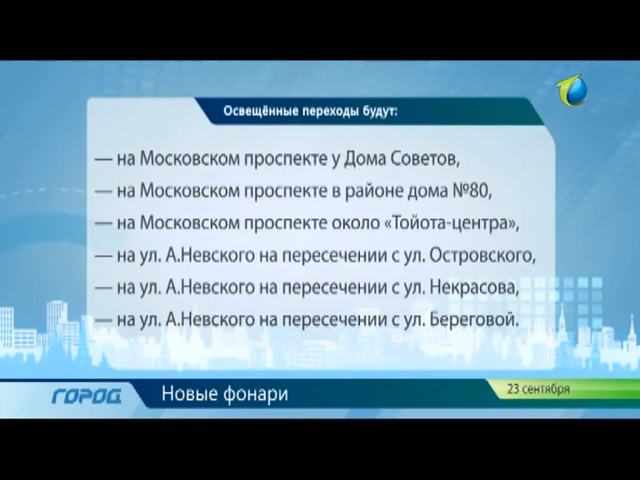 Освещённые переходы будут:
— на Московском проспекте у Дома Советов,
— на Московском проспекте в районе дома №80,
— на Московском проспекте около «Тойота-центра»,
— на ул. А.Невского на пересечении с ул. Островского,
— на ул. А.Невского на пересечении с ул. Некрасова,
— на ул. А.Невского на пересечении с ул. Береговой.
ГОРОД Новые фонари 23 сентября